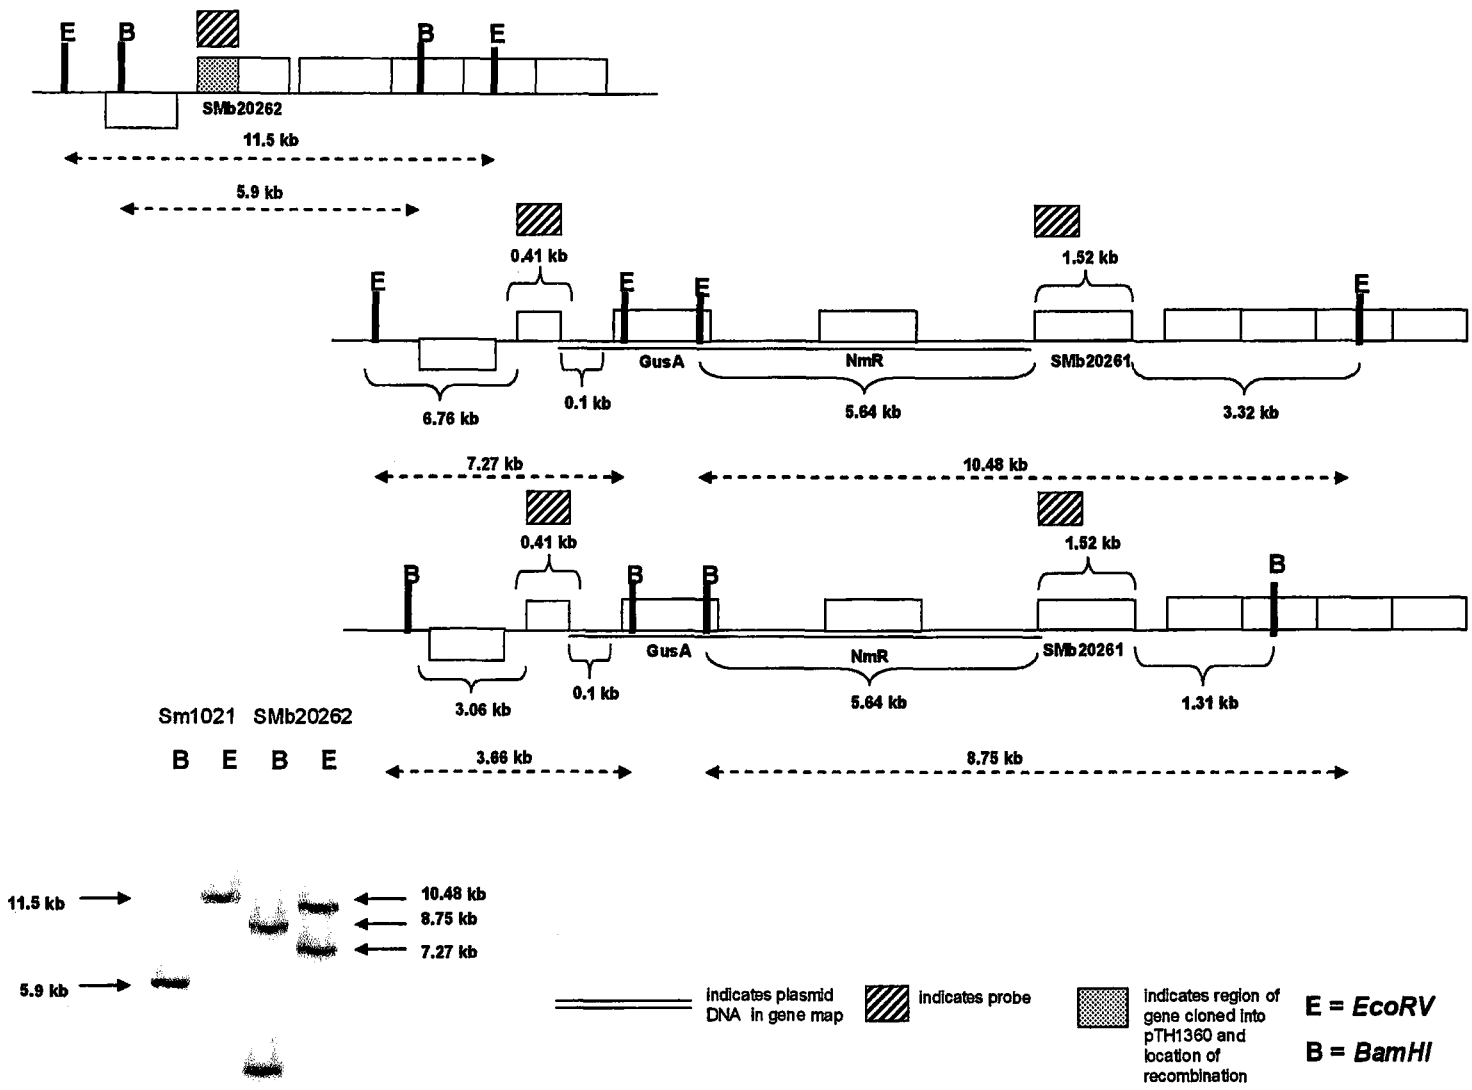 E B B E
SMb20262
11.5 kb
5.9 kb
0.41 kb
1.52 kb
E E E E
GusA NmR SMb20261
0.1 kb
6.76 kb 5.64 kb 3.32 kb
7.27 kb 10.48 kb
0.41 kb
1.52 kb
B B B B
GusA NmR SMb20261
0.1 kb
3.06 kb 5.64 kb 1.31 kb
3.66 kb 8.75 kb
Sm1021 SMb20262
B E B E
11.5 kb
5.9 kb
10.48 kb
8.75 kb
7.27 kb
indicates plasmid
DNA in gene map
indicates probe
indicates region of
gene cloned into
pTH1360 and
location of
recombination
E = EcoRV
B = BamHI